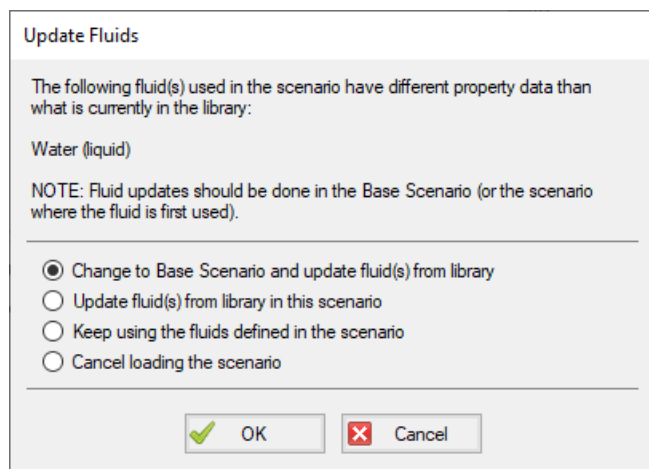 Update Fluids
The following fluid(s) used in the scenario have different property data than
what is currently in the library:
Water (liquid)
NOTE: Fluid updates should be done in the Base Scenario (or the scenario
where the fluid is first used).
Change to Base Scenario and update fluid(s) from library
Update fluid(s) from library in this scenario
Keep using the fluids defined in the scenario
Cancel loading the scenario
OK
Cancel